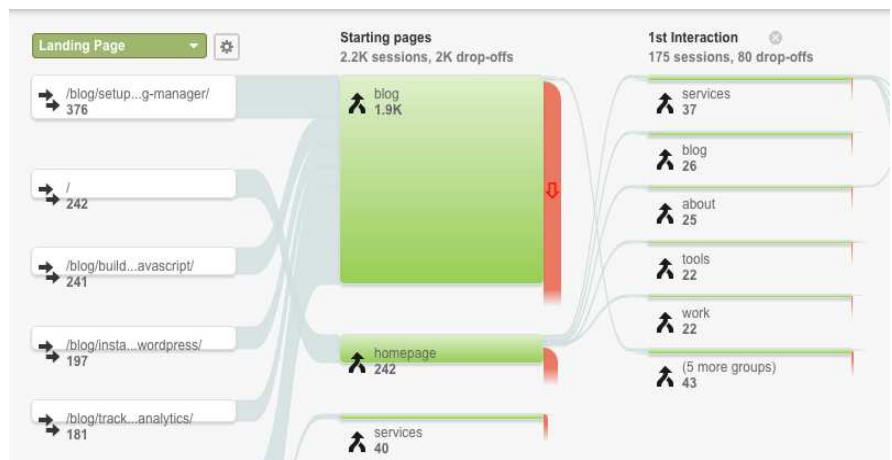 Landing Page
/blog/setup...g-manager/
376
/
242
/blog/build...avascript/
241
/blog/insta...wordpress/
197
/blog/track...analytics/
181
Starting pages
2.2K sessions, 2K drop-offs
blog
1.9K
homepage
242
services
40
1st Interaction
175 sessions, 80 drop-offs
services
37
blog
26
about
25
tools
22
work
22
(5 more groups)
43